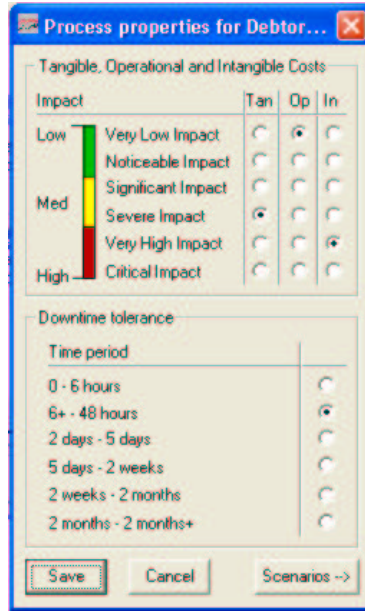 Process properties for Debtor...
Tangible, Operational and Intangible Costs
Impact Tan Op In
Low Very Low Impact
Noticeable Impact
Significant Impact
Med
Severe Impact
Very High Impact
High Critical Impact
Downtime tolerance
Time period
0 - 6 hours
6+ - 48 hours
2 days - 5 days
5 days - 2 weeks
2 weeks - 2 months
2 months - 2 months+
Save Cancel Scenarios -->